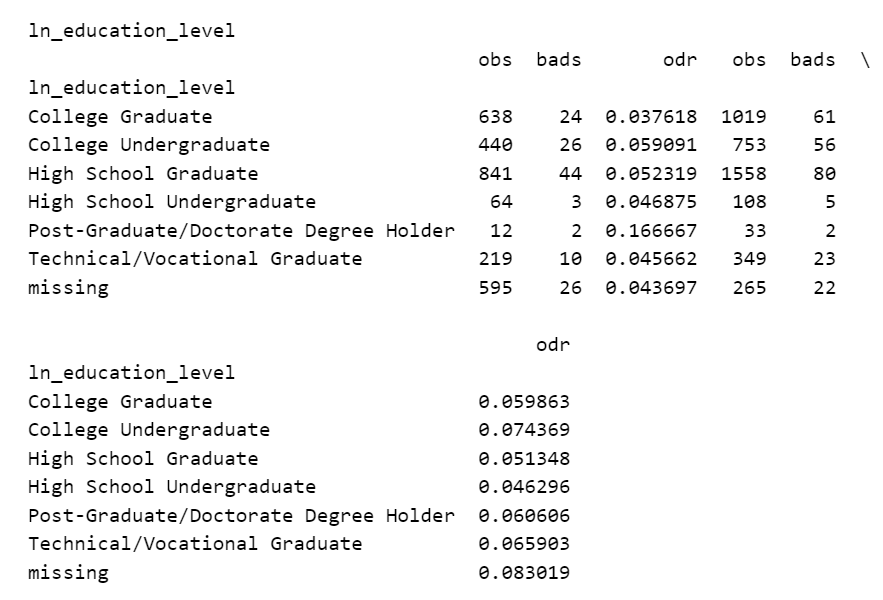 ln_education_level
obs bads odr obs bads \
ln_education_level
College Graduate 638 24 0.037618 1019 61
College Undergraduate 440 26 0.059091 753 56
High School Graduate 841 44 0.052319 1558 80
High School Undergraduate 64 3 0.046875 108 5
Post-Graduate/Doctorate Degree Holder 12 2 0.166667 33 2
Technical/Vocational Graduate 219 10 0.045662 349 23
missing 595 26 0.043697 265 22
odr
ln_education_level
College Graduate 0.059863
College Undergraduate 0.074369
High School Graduate 0.051348
High School Undergraduate 0.046296
Post-Graduate/Doctorate Degree Holder 0.060606
Technical/Vocational Graduate 0.065903
missing 0.083019